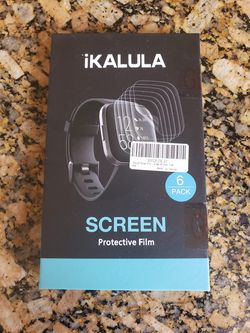 iKALULA
6
PACK
SCREEN
Protective Film